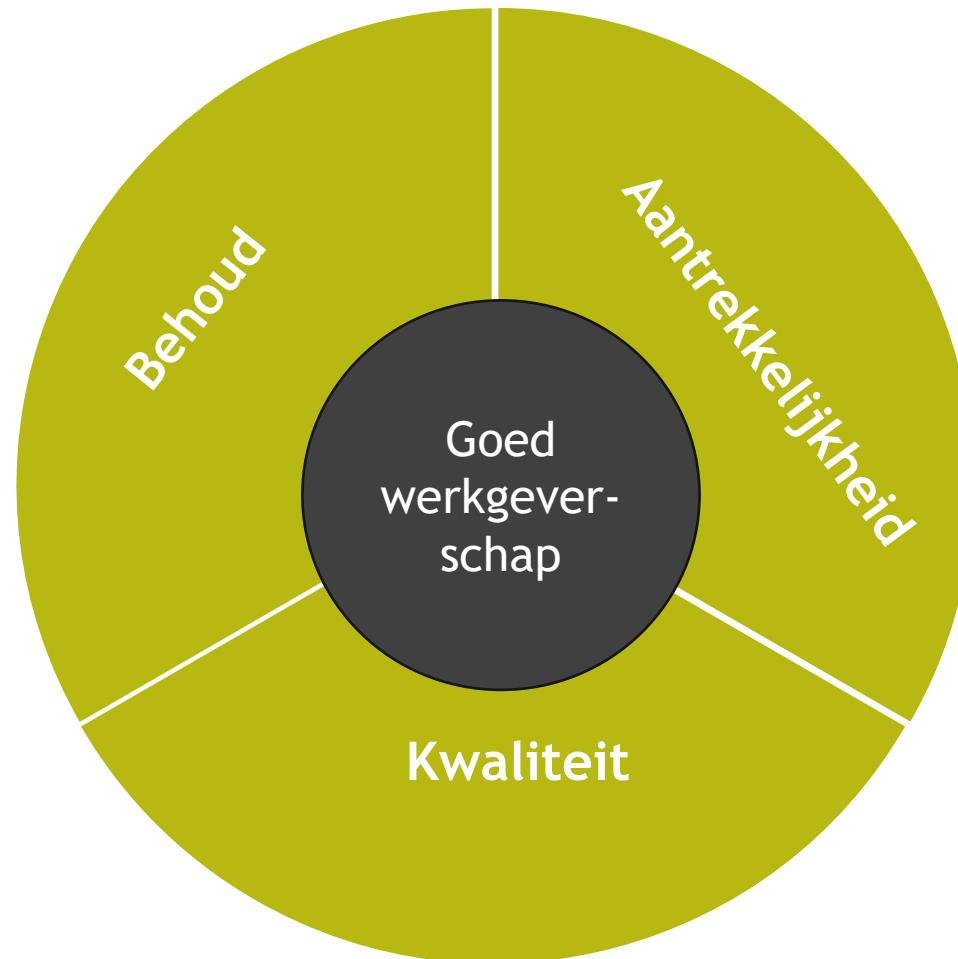 Behoud
Aantrekkelijkheid
Goed
werkgever-
schap
Kwaliteit